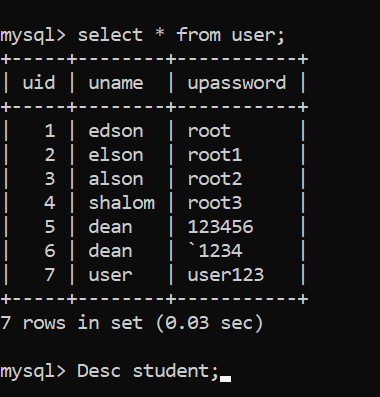 mysql> select * from user;
+-----+--------+-----------+
| uid | uname  | upassword |
+-----+--------+-----------+
|   1 | edson  | root      |
|   2 | elson  | root1     |
|   3 | alson  | root2     |
|   4 | shalom | root3     |
|   5 | dean   | 123456    |
|   6 | dean   | `1234     |
|   7 | user   | user123   |
+-----+--------+-----------+
7 rows in set (0.03 sec)
mysql> Desc student;